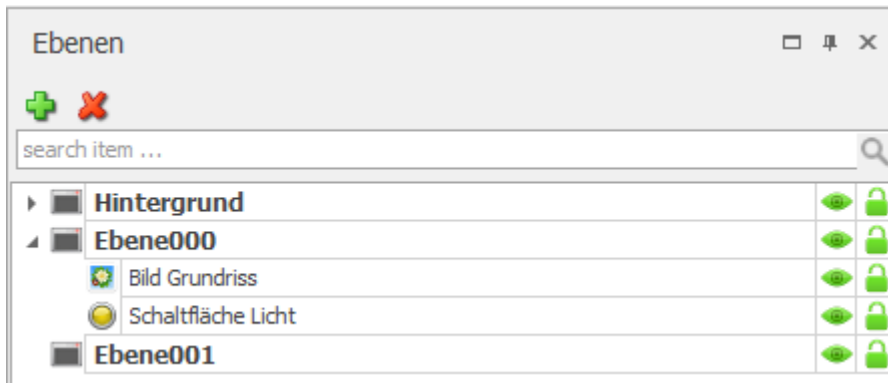 Ebenen
search item ...
Hintergrund
Ebene000
Bild Grundriss
Schaltfläche Licht
Ebene001